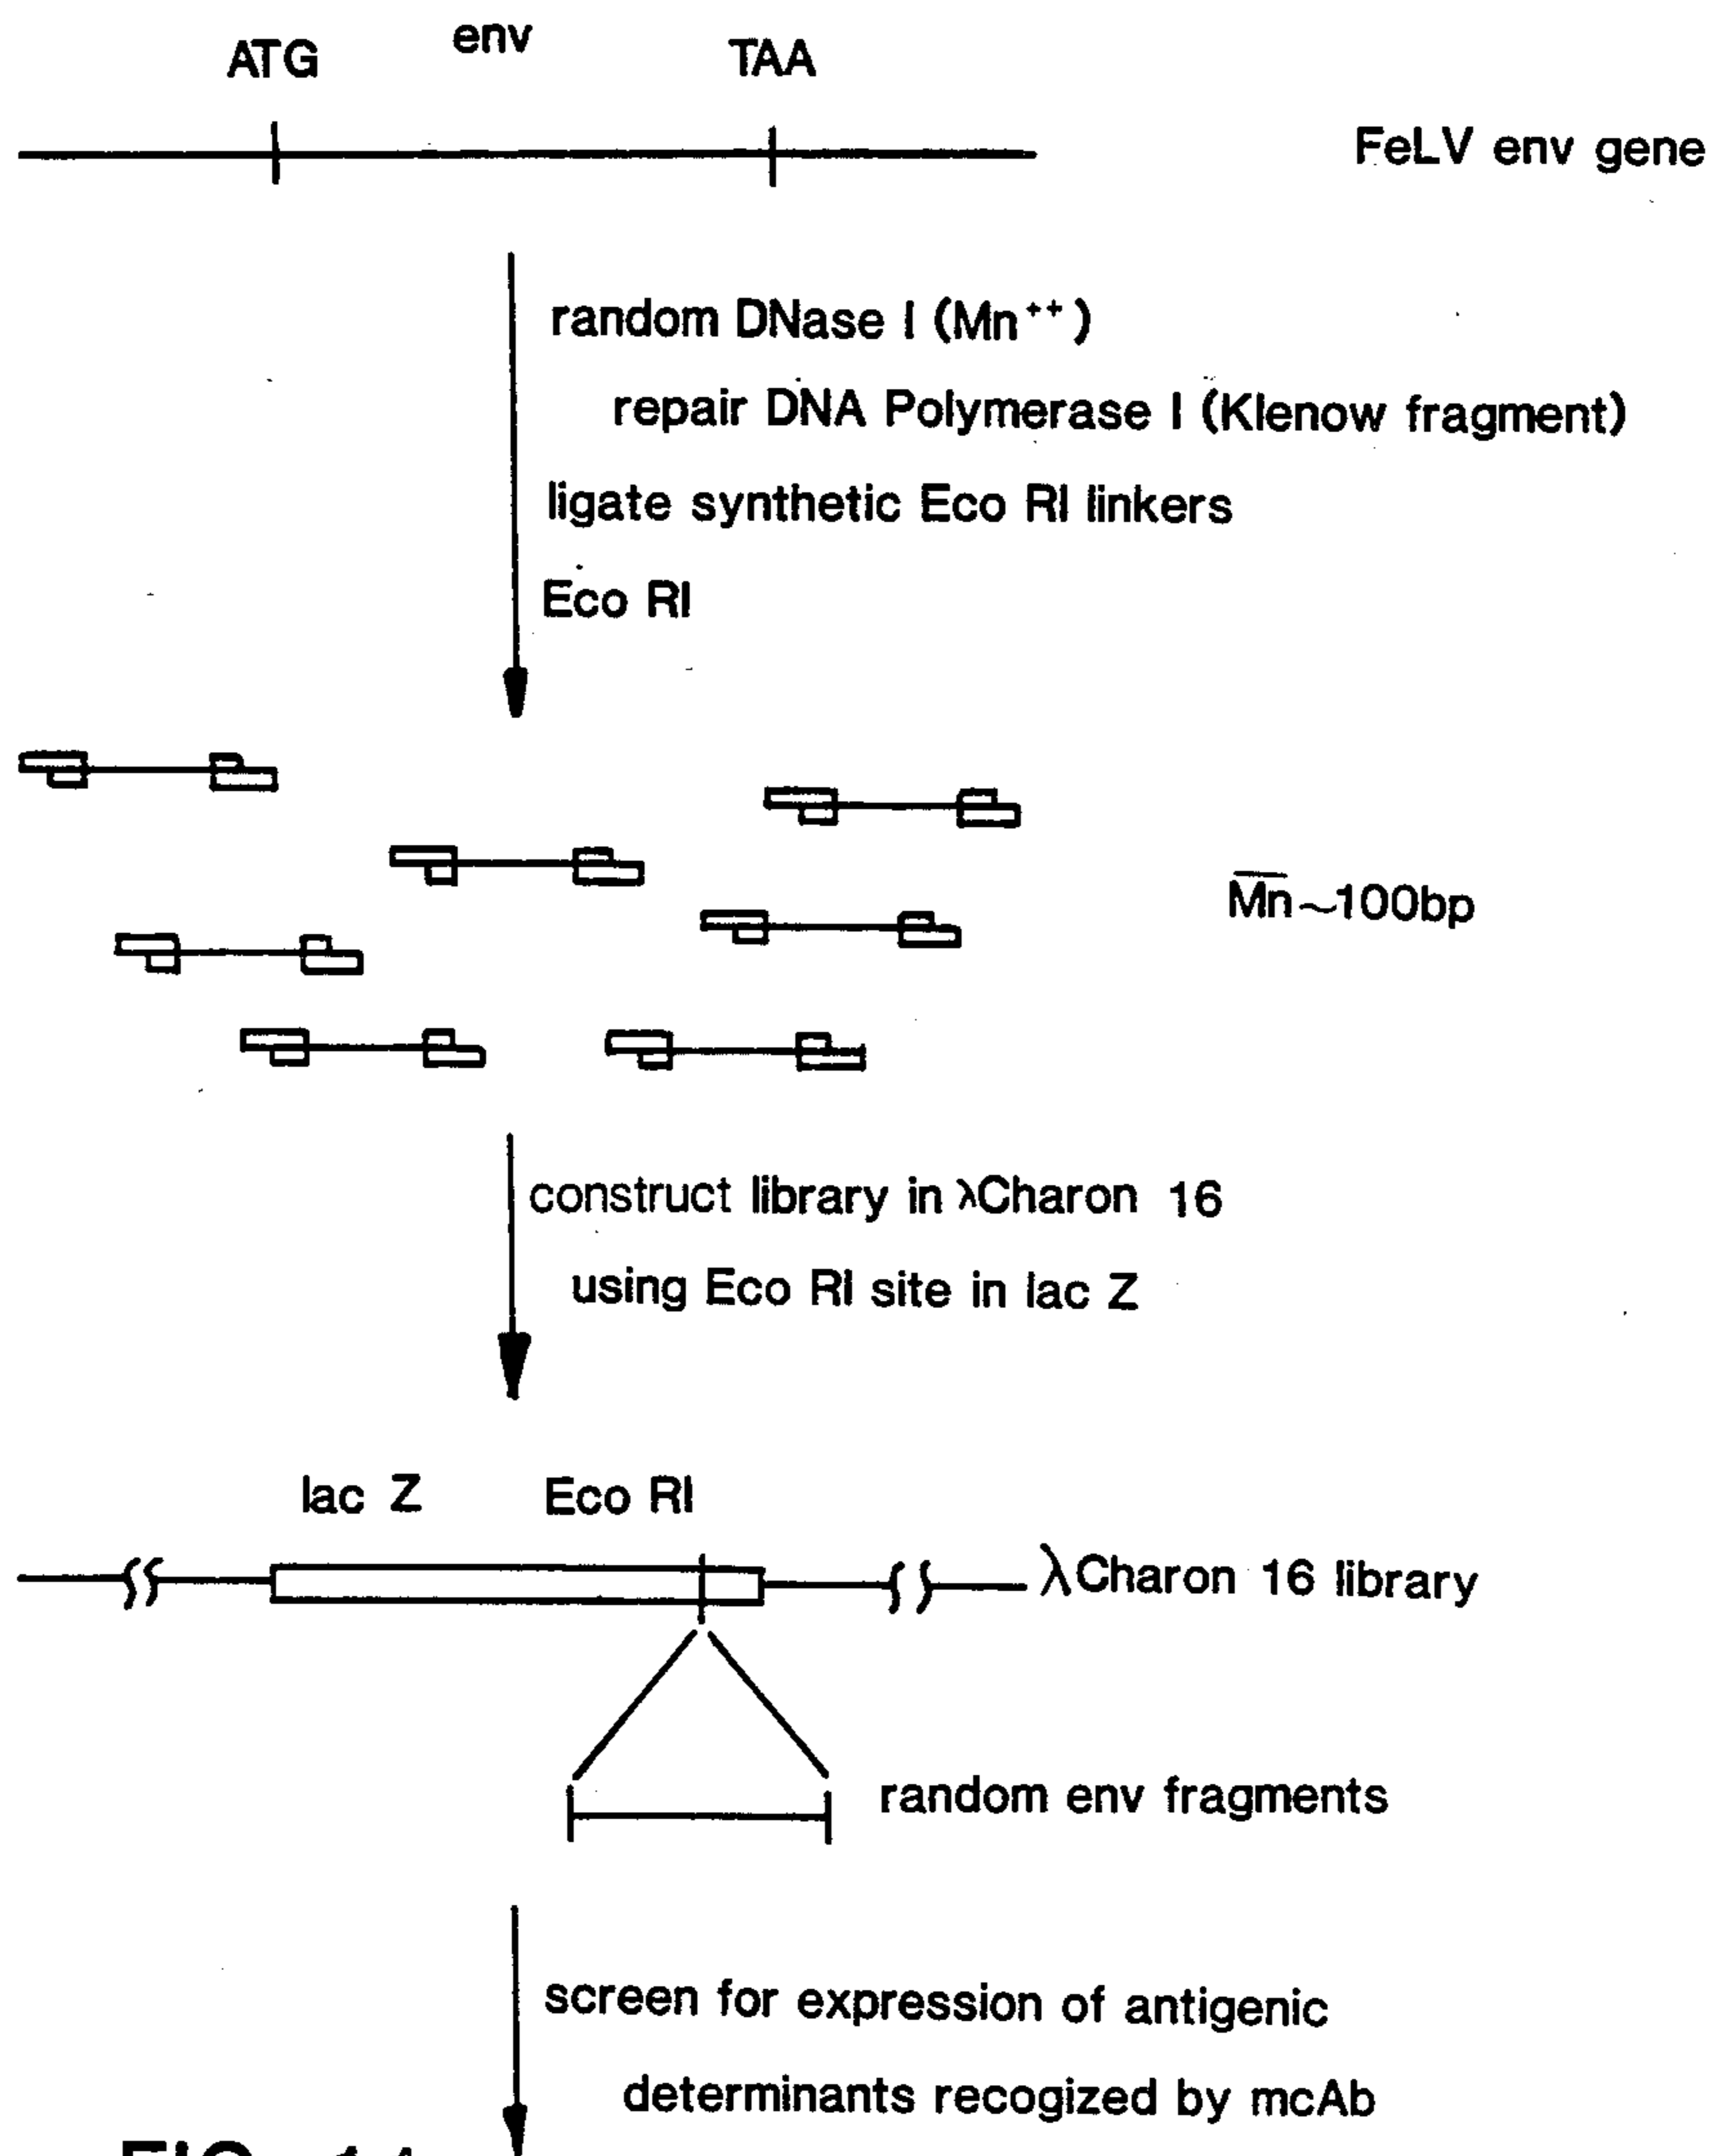 ATG env TAA
FeLV env gene
random DNase I (Mn⁺⁺)
repair DNA Polymerase I (Klenow fragment)
ligate synthetic Eco RI linkers
Eco RI
M̅n̅~100bp
construct library in λCharon 16
using Eco RI site in lac Z
lac Z Eco RI
λCharon 16 library
random env fragments
screen for expression of antigenic
determinants recogized by mcAb